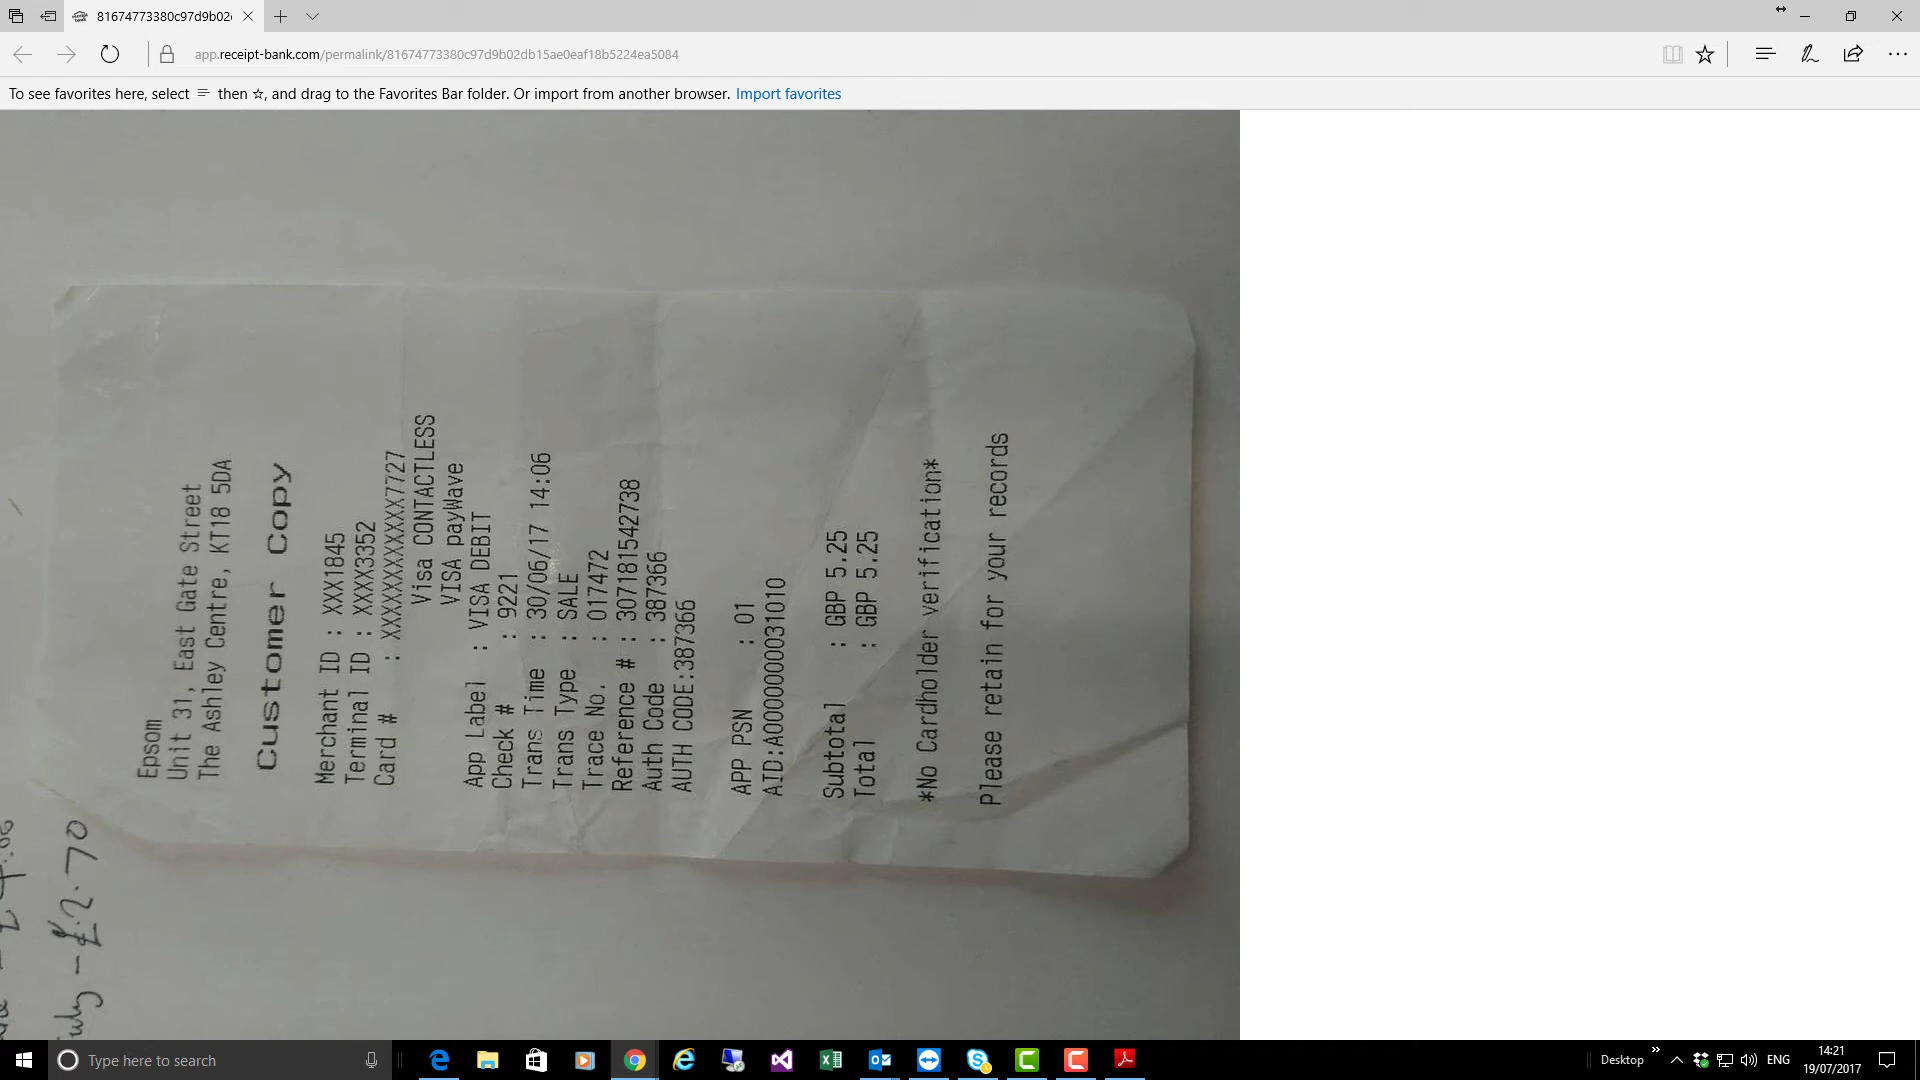 81674773380c97d9b02
app.receipt-bank.com/permalink/81674773380c97d9b02db15ae0eaf18b5224ea5084
To see favorites here, select then ☆, and drag to the Favorites Bar folder. Or import from another browser. Import favorites
Epsom
Unit 31, East Gate Street
The Ashley Centre, KT18 5DA
Customer Copy
Merchant ID : XXX1845
Terminal ID : XXXX3352
Card # : XXXXXXXXXXXX7727
Visa CONTACTLESS
VISA payWave
App Label : VISA DEBIT
Check # : 9221
Trans Time : 30/06/17 14:06
Trans Type : SALE
Trace No. : 017472
Reference # : 307181542738
Auth Code : 387366
AUTH CODE:387366
APP PSN : 01
AID:A0000000031010
Subtotal : GBP 5.25
Total : GBP 5.25
*No Cardholder verification*
Please retain for your records
July - £2.70
Type here to search
Desktop
ENG
14:21
19/07/2017